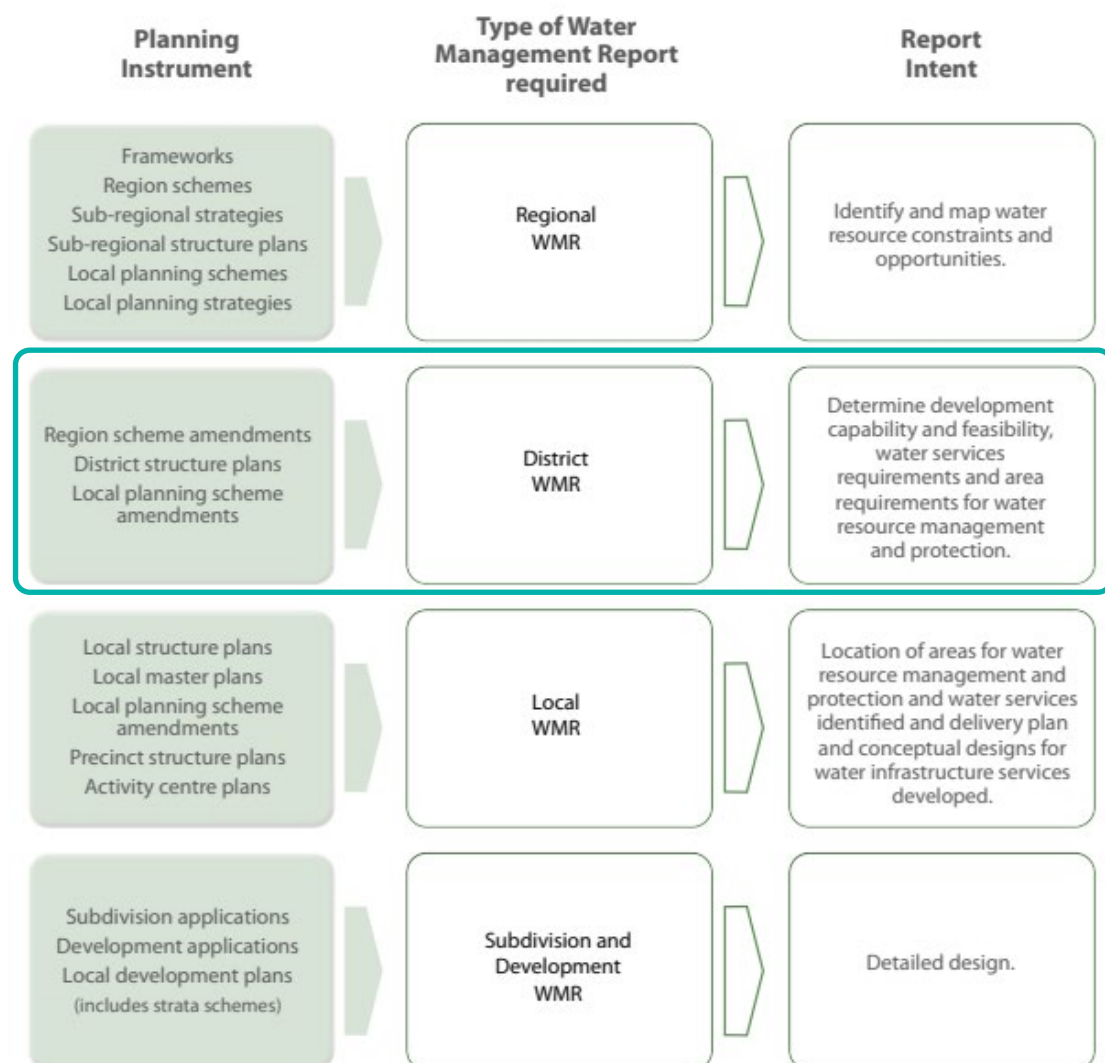 Planning
Instrument
Type of Water
Management Report
required
Report
Intent
Frameworks
Region schemes
Sub-regional strategies
Sub-regional structure plans
Local planning schemes
Local planning strategies
Regional
WMR
Identify and map water
resource constraints and
opportunities.
Region scheme amendments
District structure plans
Local planning scheme
amendments
District
WMR
Determine development
capability and feasibility,
water services
requirements and area
requirements for water
resource management
and protection.
Local structure plans
Local master plans
Local planning scheme
amendments
Precinct structure plans
Activity centre plans
Local
WMR
Location of areas for water
resource management and
protection and water services
identified and delivery plan
and conceptual designs for
water infrastructure services
developed.
Subdivision applications
Development applications
Local development plans
(includes strata schemes)
Subdivision and
Development
WMR
Detailed design.